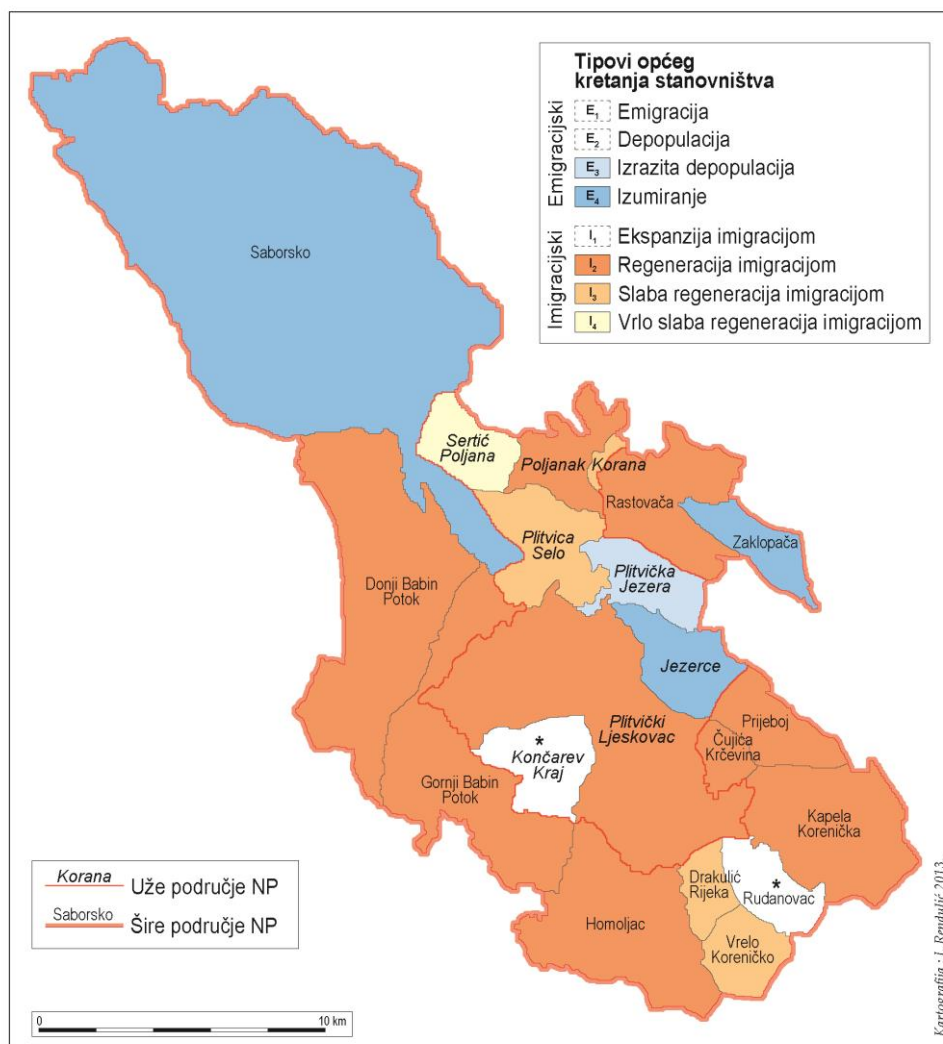 Tipovi općeg
kretanja stanovništva
Emigracijski
E1 Emigracija
E2 Depopulacija
E3 Izrazita depopulacija
E4 Izumiranje
Imigracijski
I1 Ekspanzija imigracijom
I2 Regeneracija imigracijom
I3 Slaba regeneracija imigracijom
I4 Vrlo slaba regeneracija imigracijom
Saborsko
Sertić
Poljana
Poljanak
Korana
Rastovača
Zaklopača
Plitvica
Selo
Plitvička
Jezera
Donji Babin
Potok
Jezerce
Plitvički
Ljeskovac
Prijeboj
Čujića
Krčevina
*
Končarev
Kraj
Gornji Babin
Potok
Kapela
Korenička
Drakulić
Rijeka
*
Rudanovac
Homoljac
Vrelo
Koreničko
Korana
Uže područje NP
Saborsko
Šire područje NP
0 10 km
Kartografija : I. Rendulić 2013.